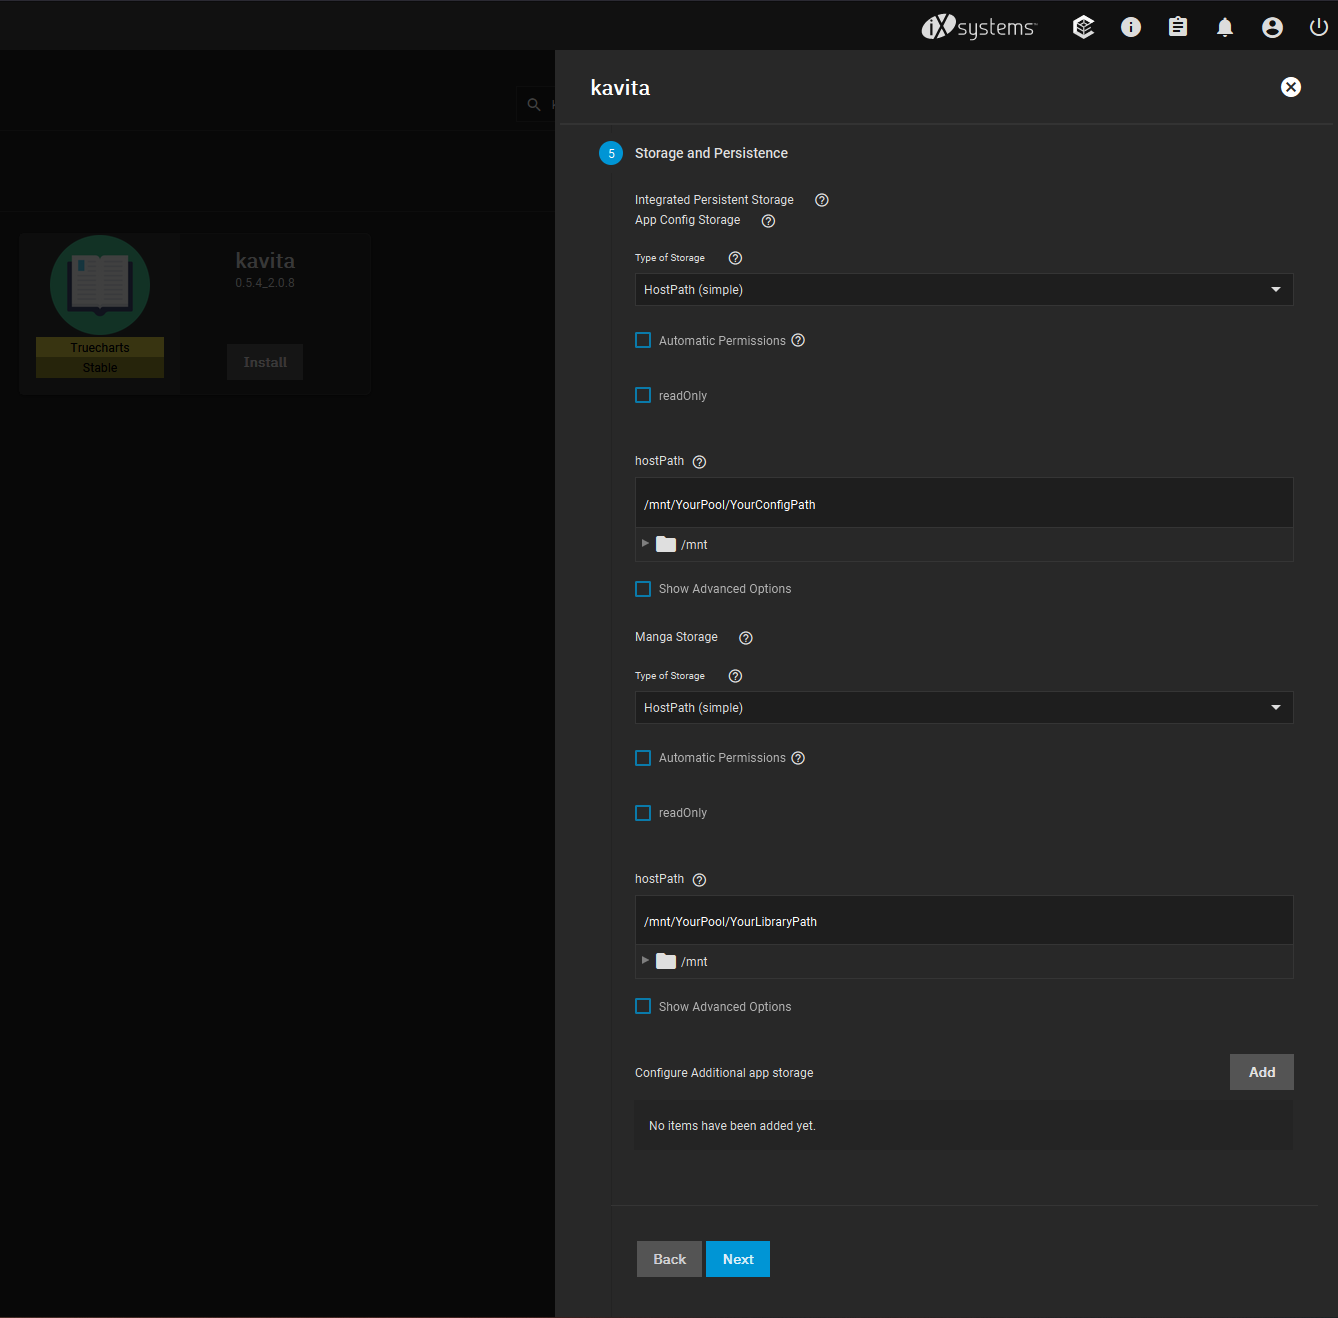 iXsystems™
kavita
kavita
0.5.4_2.0.8
Truecharts
Stable
Install
5 Storage and Persistence
Integrated Persistent Storage
App Config Storage
Type of Storage
HostPath (simple)
Automatic Permissions
readOnly
hostPath
/mnt/YourPool/YourConfigPath
/mnt
Show Advanced Options
Manga Storage
Type of Storage
HostPath (simple)
Automatic Permissions
readOnly
hostPath
/mnt/YourPool/YourLibraryPath
/mnt
Show Advanced Options
Configure Additional app storage
Add
No items have been added yet.
Back Next